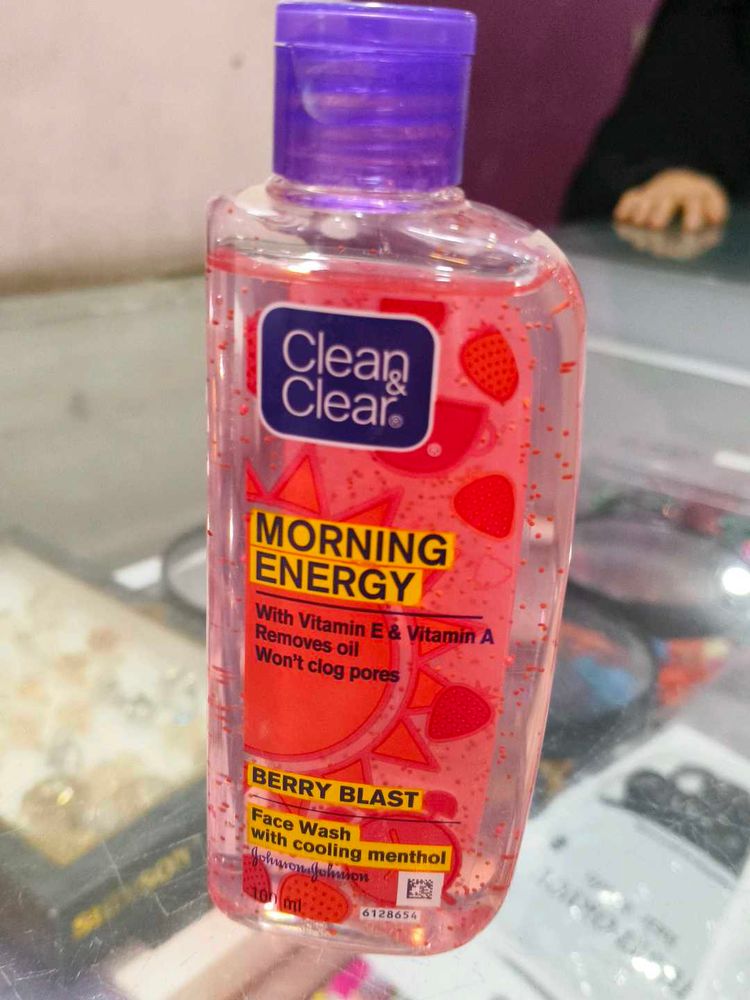 Clean
&
Clear®
®
MORNING
ENERGY
With Vitamin E & Vitamin A
Removes oil
Won't clog pores
BERRY BLAST
Face Wash
with cooling menthol
Johnson&Johnson
100 ml
6128654